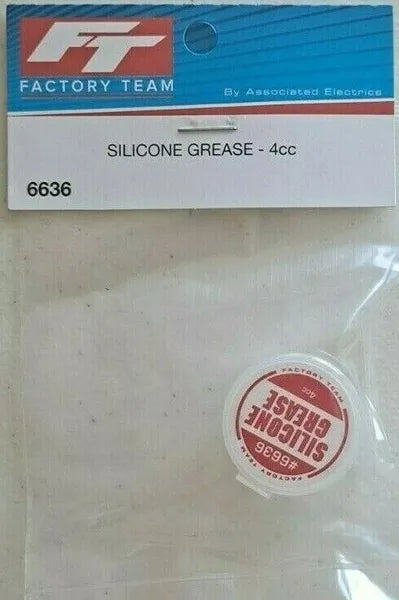 FT
FACTORY TEAM
By Associated Electrics
SILICONE GREASE - 4cc
6636
FACTORY TEAM
#6636
SILICONE
GREASE
4cc
FACTORY TEAM